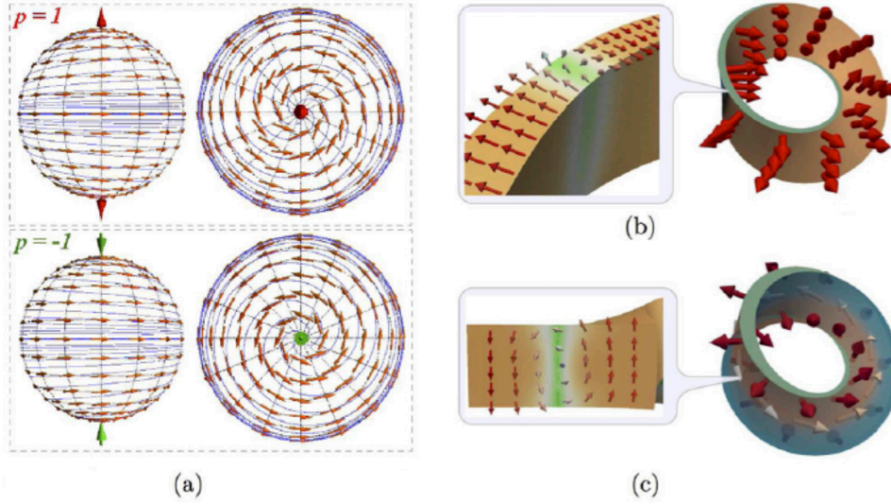 p = 1
p = -1
(a)
(b)
(c)